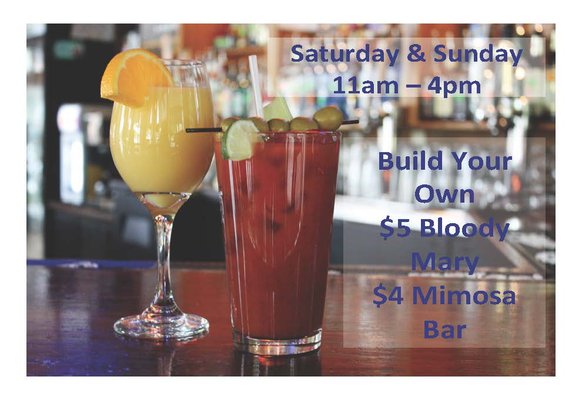 Saturday & Sunday
11am – 4pm
Build Your
Own
$5 Bloody
Mary
$4 Mimosa
Bar